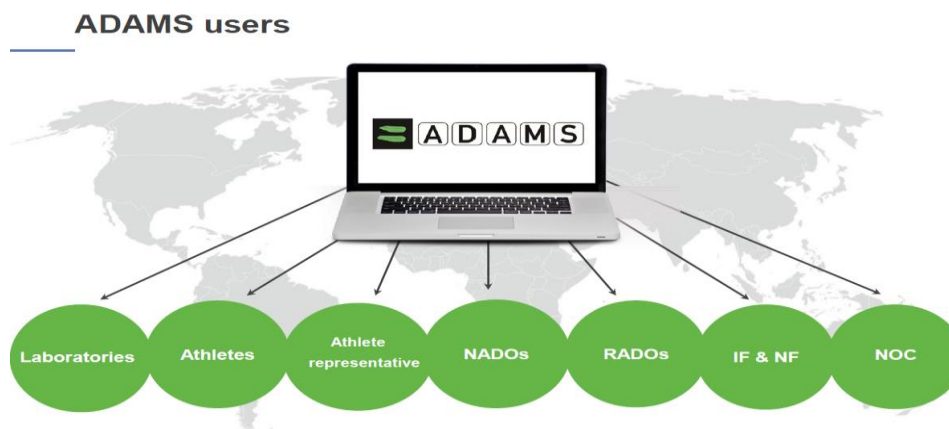 ADAMS users
ADAMS
Laboratories
Athletes
Athlete
representative
NADOs
RADOs
IF & NF
NOC